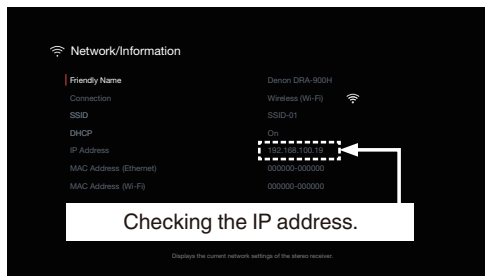 Network/Information
Friendly Name Denon DRA-900H
Connection Wireless (Wi-Fi)
SSID SSID-01
DHCP On
IP Address 192.168.100.19
MAC Address (Ethernet) 000000-000000
MAC Address (Wi-Fi) 000000-000000
Checking the IP address.
Displays the current network settings of the stereo receiver.